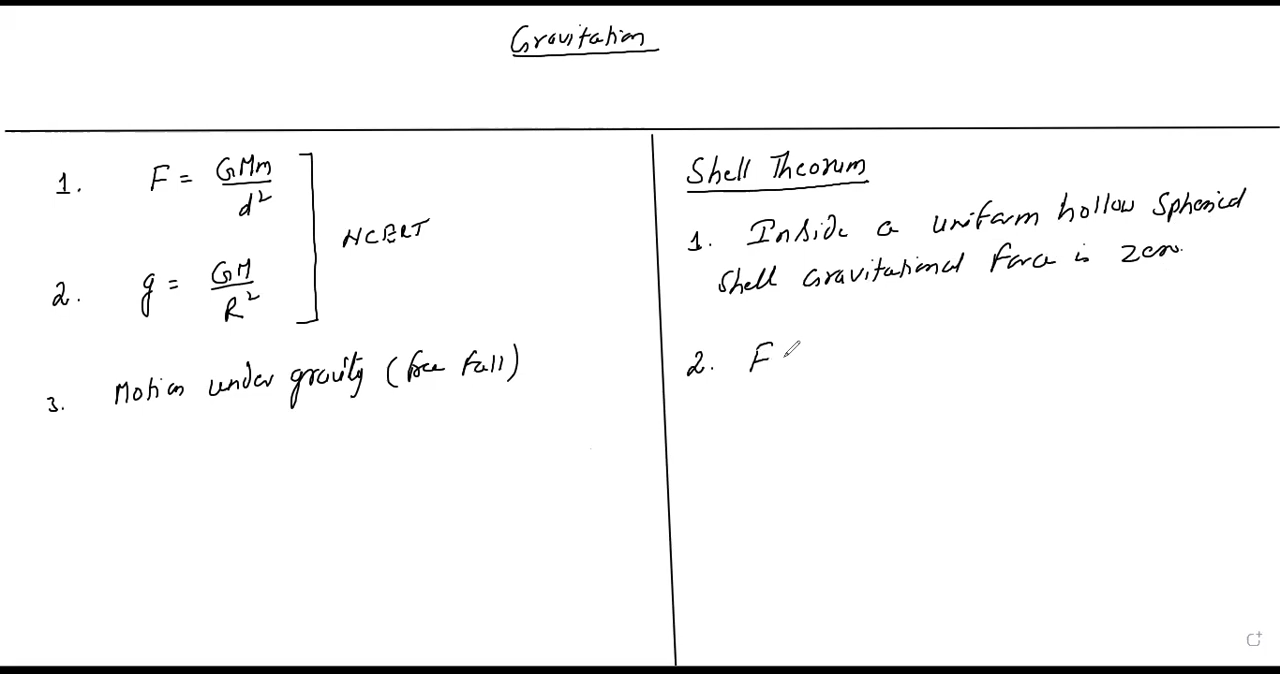 Gravitation
1. F = GMm/d²
NCERT
2. g = GM/R²
3. Motion under gravity (free fall)
Shell Theorum
1. Inside a uniform hollow spherical
shell Gravitational force is zero.
2. F